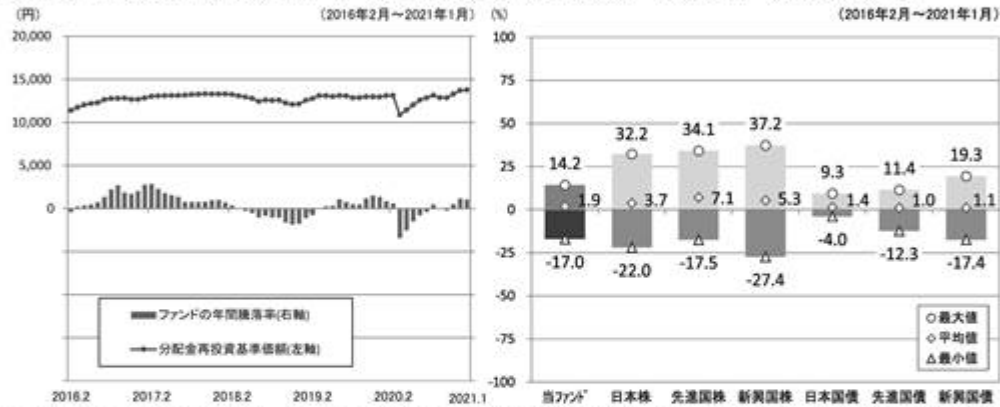 (円)
(2016年2月～2021年1月)
20,000
15,000
10,000
5,000
0
ファンドの年間騰落率(右軸)
分配金再投資基準価額(左軸)
2016.2 2017.2 2018.2 2019.2 2020.2 2021.1
(%)
(2016年2月～2021年1月)
100
75
50
25
0
-25
-50
-75
-100
14.2 32.2 34.1 37.2 9.3 11.4 19.3
1.9 3.7 7.1 5.3 1.4 1.0 1.1
-17.0 -22.0 -17.5 -27.4 -4.0 -12.3 -17.4
最大値
平均値
最小値
当ファンド 日本株 先進国株 新興国株 日本国債 先進国債 新興国債